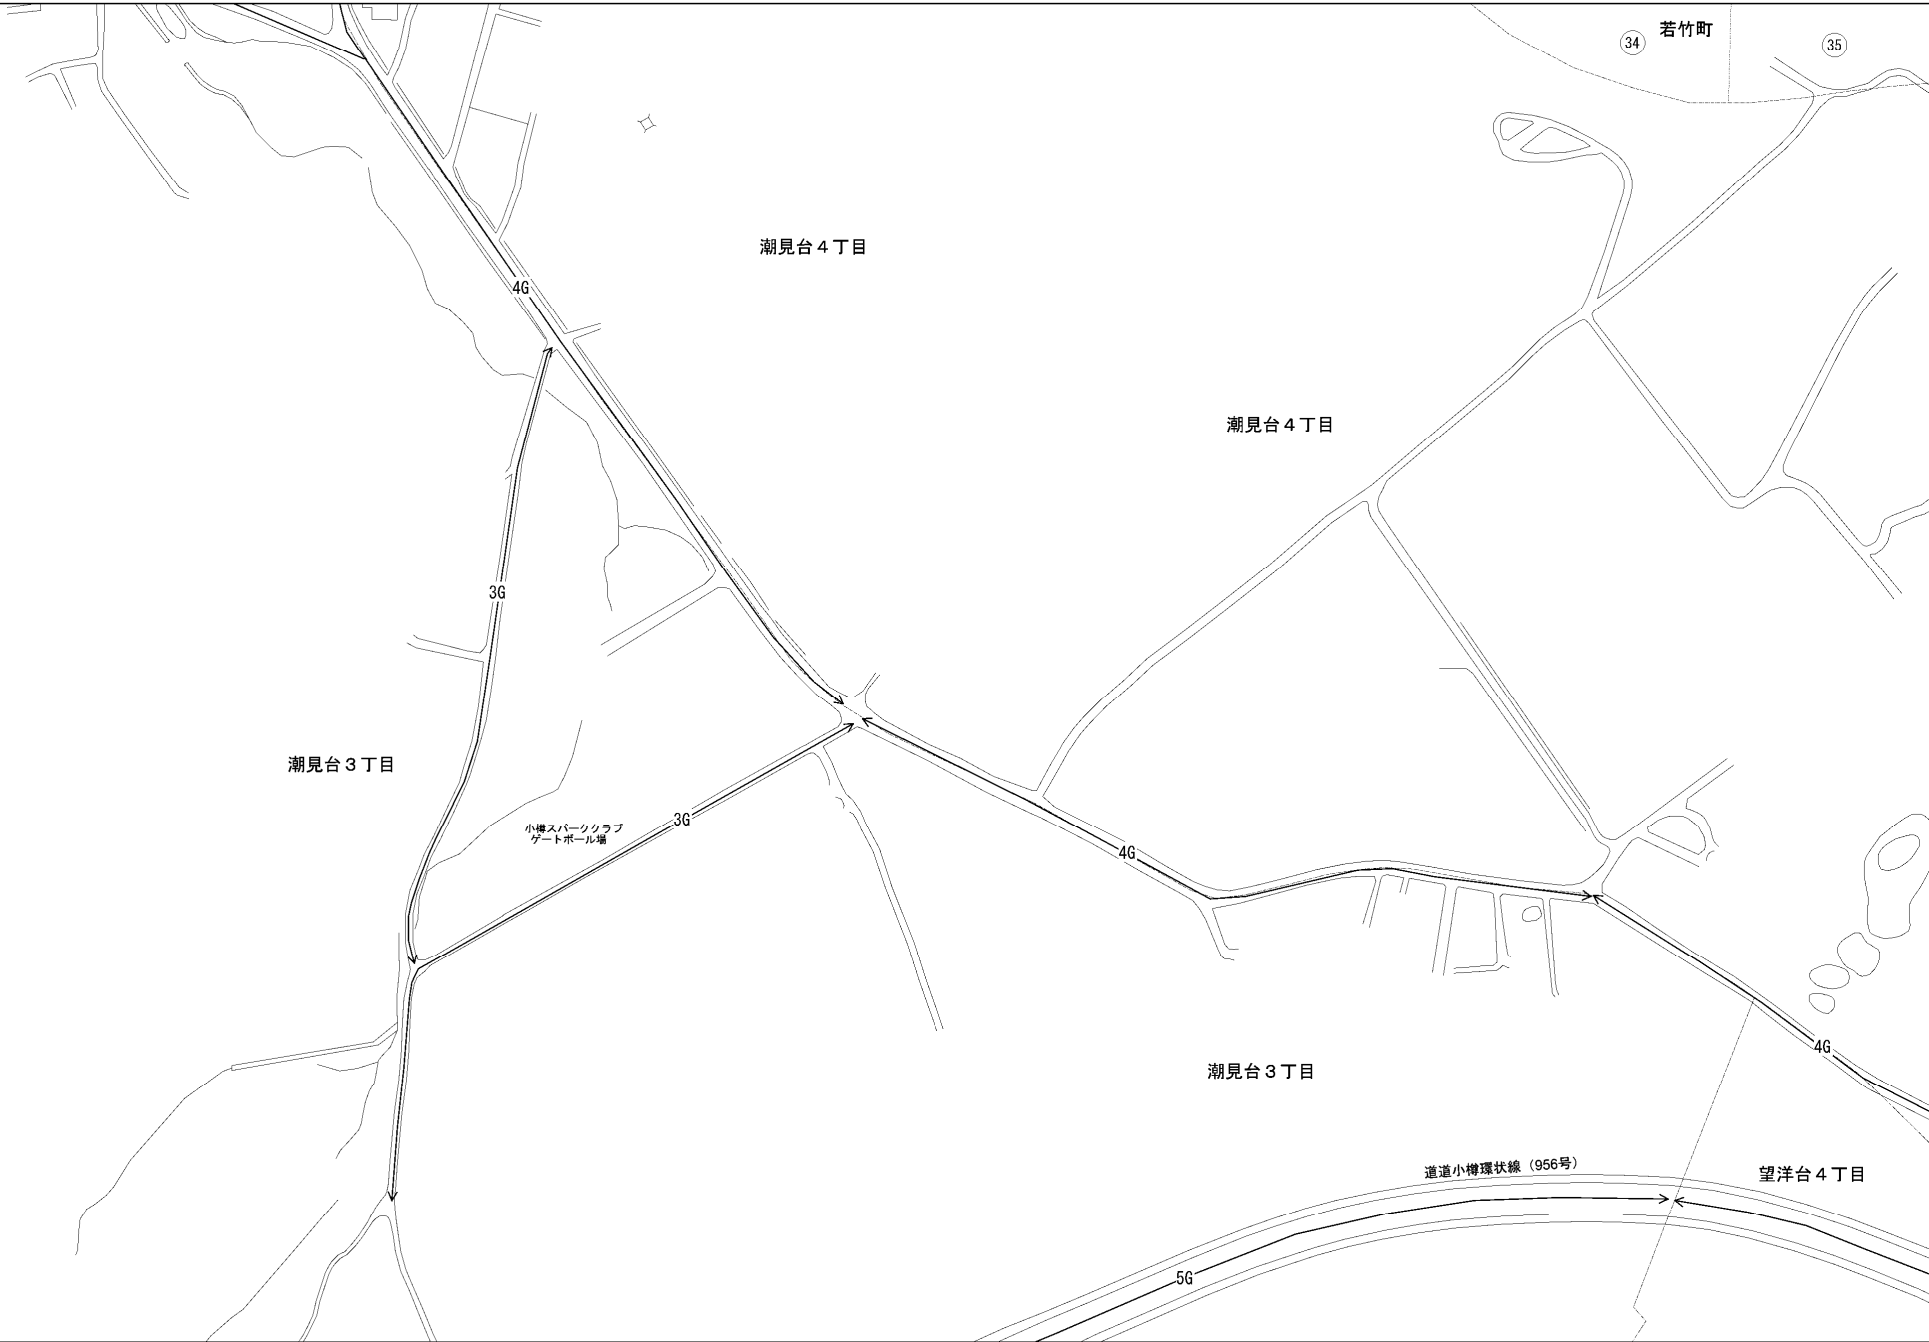 若竹町
34
35
潮見台４丁目
4G
潮見台４丁目
3G
潮見台３丁目
小樽スパーククラブ
ゲートボール場
3G
4G
4G
潮見台３丁目
道道小樽環状線（956号）
望洋台４丁目
5G